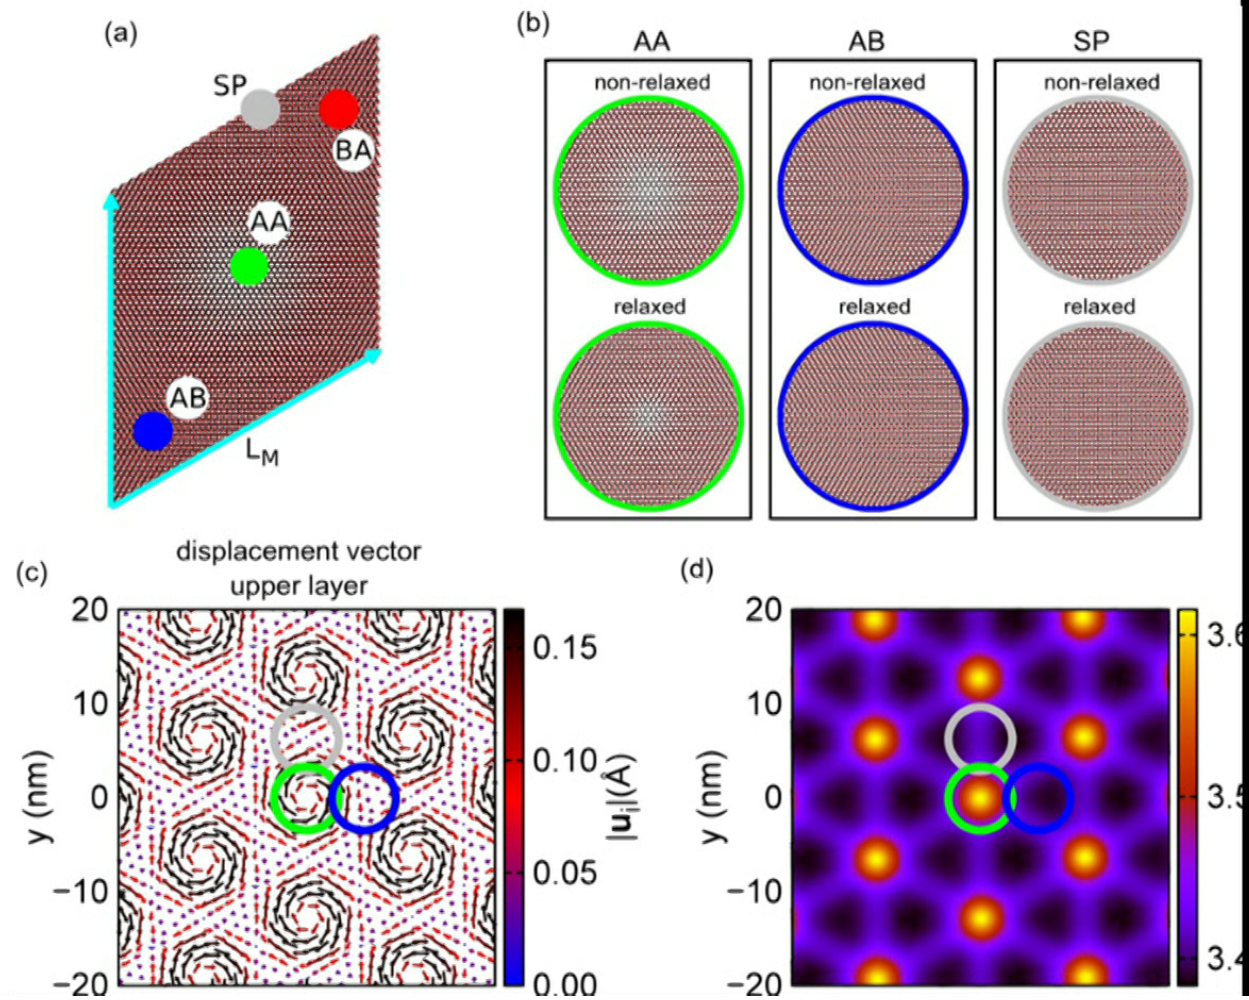 (a)
SP
BA
AA
AB
L_M
(b)
AA
AB
SP
non-relaxed
non-relaxed
non-relaxed
relaxed
relaxed
relaxed
(c)
displacement vector
upper layer
y (nm)
20
10
0
−10
−20
0.15
0.10
0.05
0.00
|u_i|(Å)
(d)
y (nm)
20
10
0
−10
−20
3.6
3.5
3.4